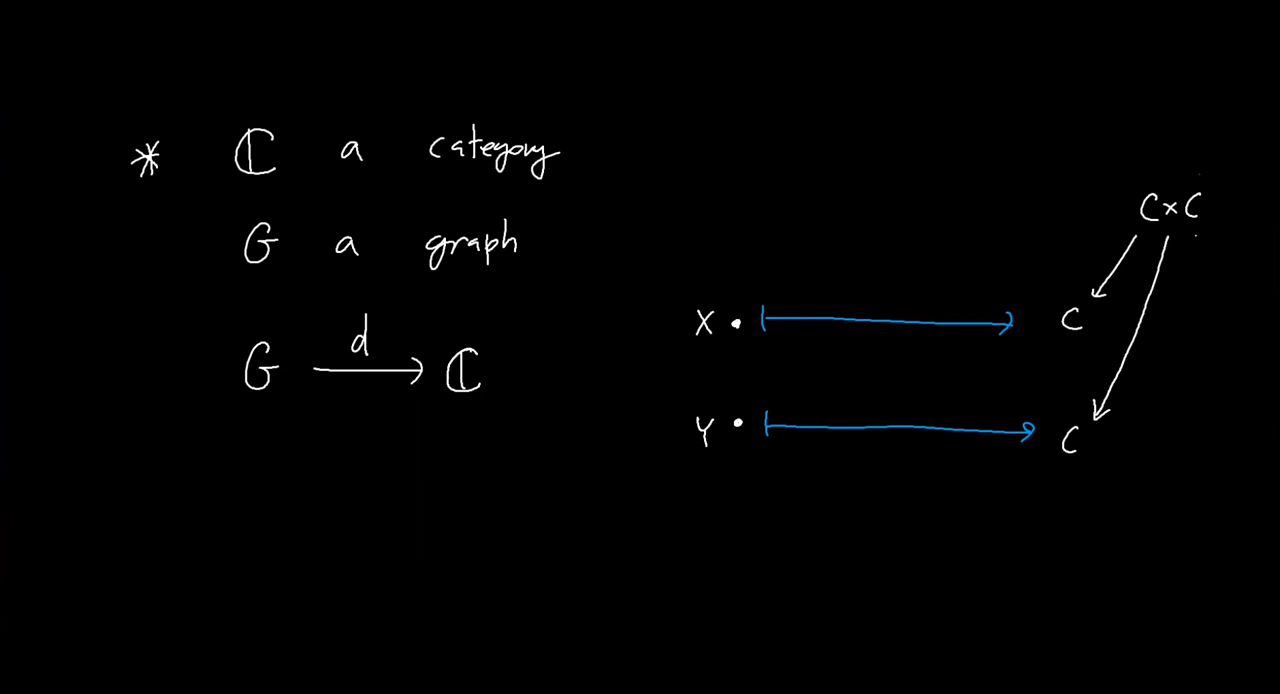 * ℂ a category
G a graph
G d → ℂ
C×C
X • ↦ C
Y • ↦ C